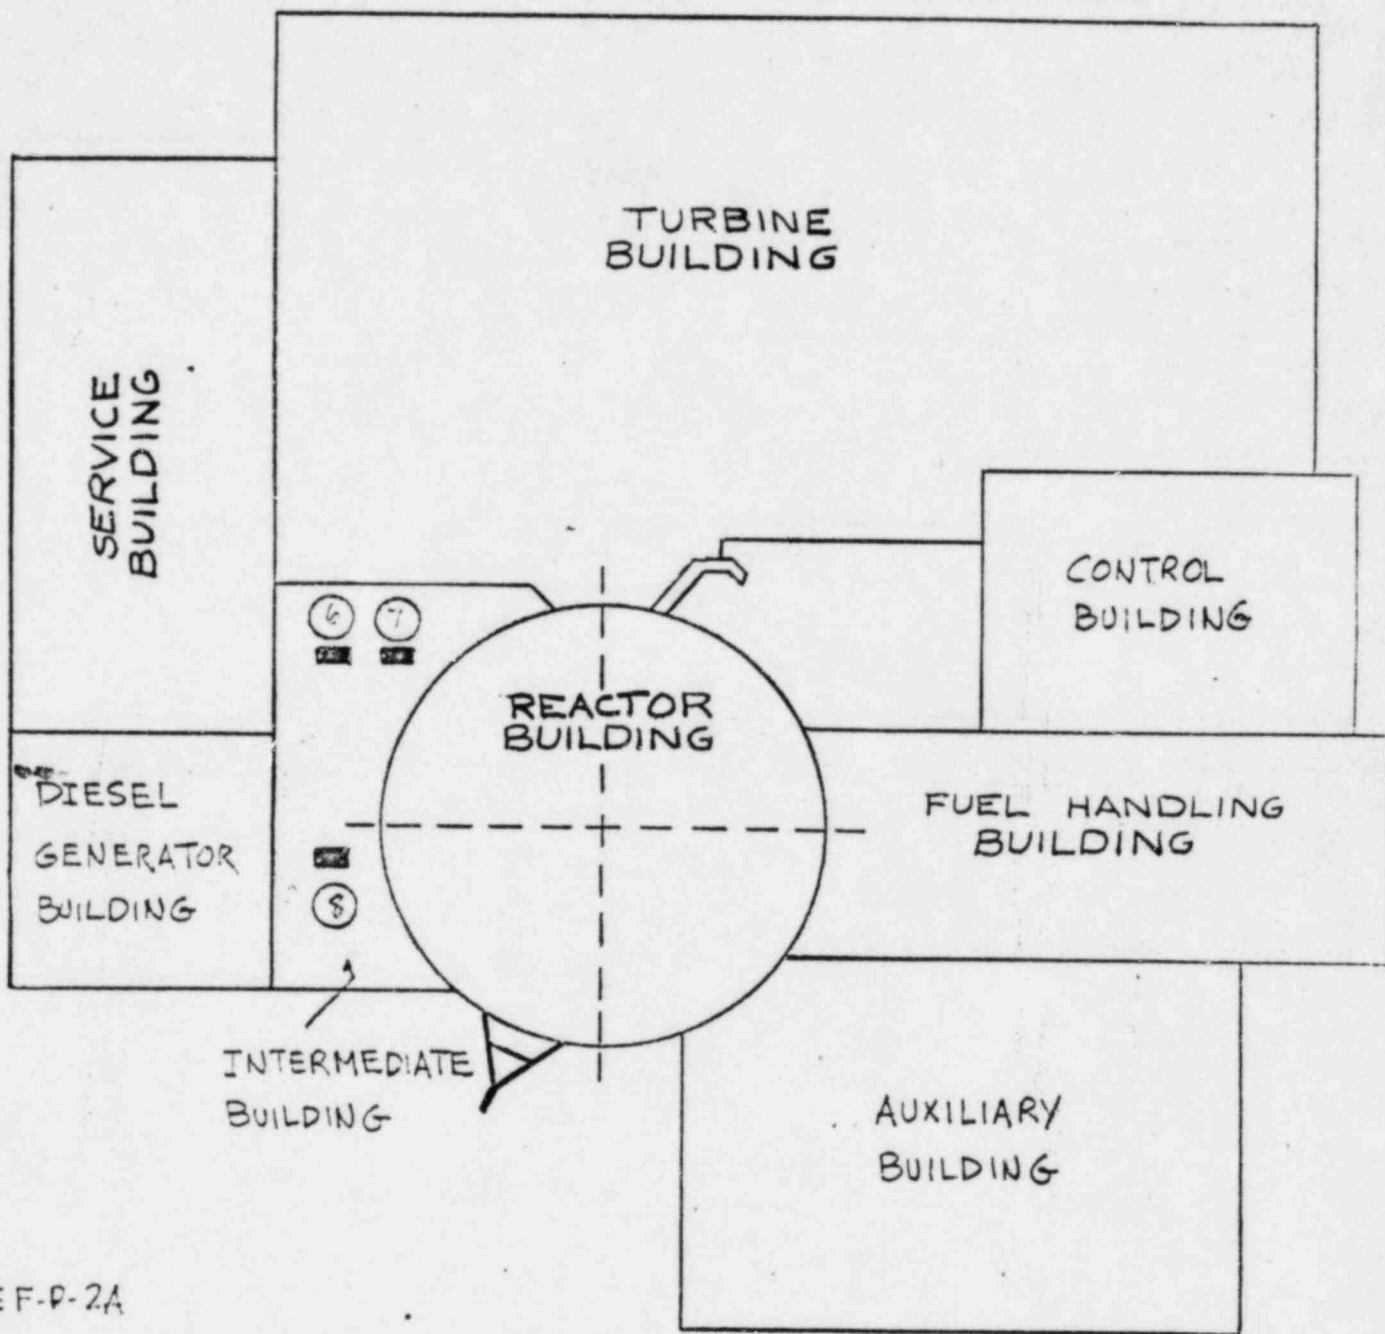 TURBINE
BUILDING
SERVICE
BUILDING
CONTROL
BUILDING
6 7
REACTOR
BUILDING
DIESEL
GENERATOR
BUILDING
FUEL HANDLING
BUILDING
8
INTERMEDIATE
BUILDING
AUXILIARY
BUILDING
F-P-2A